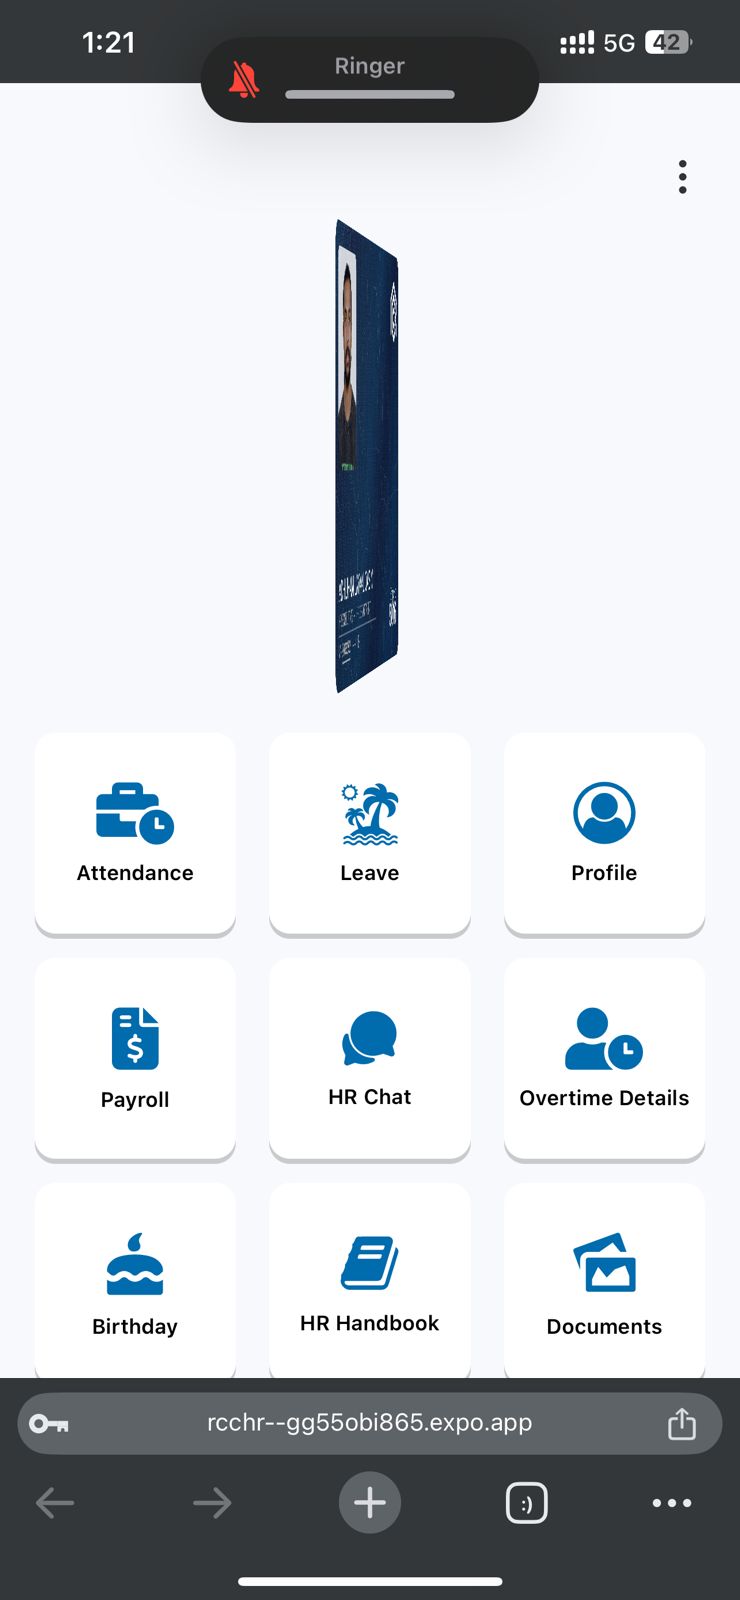 1:21
5G
42
Ringer
Attendance
Leave
Profile
Payroll
HR Chat
Overtime Details
Birthday
HR Handbook
Documents
rcchr--gg55obi865.expo.app
:)